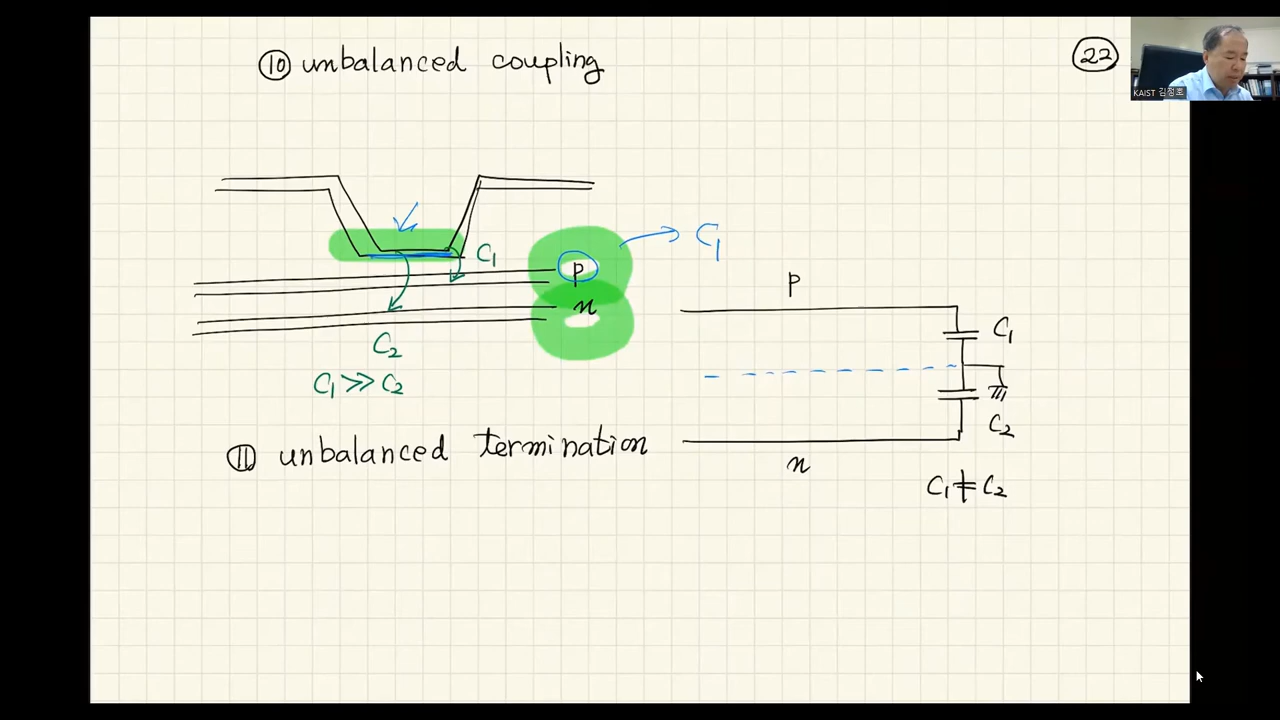 ⑩ unbalanced coupling
㉒
KAIST 김정호
C₁
C₁
p
n
C₂
C₁ ≫ C₂
p
C₁
C₂
n
C₁ ≠ C₂
⑪ unbalanced termination